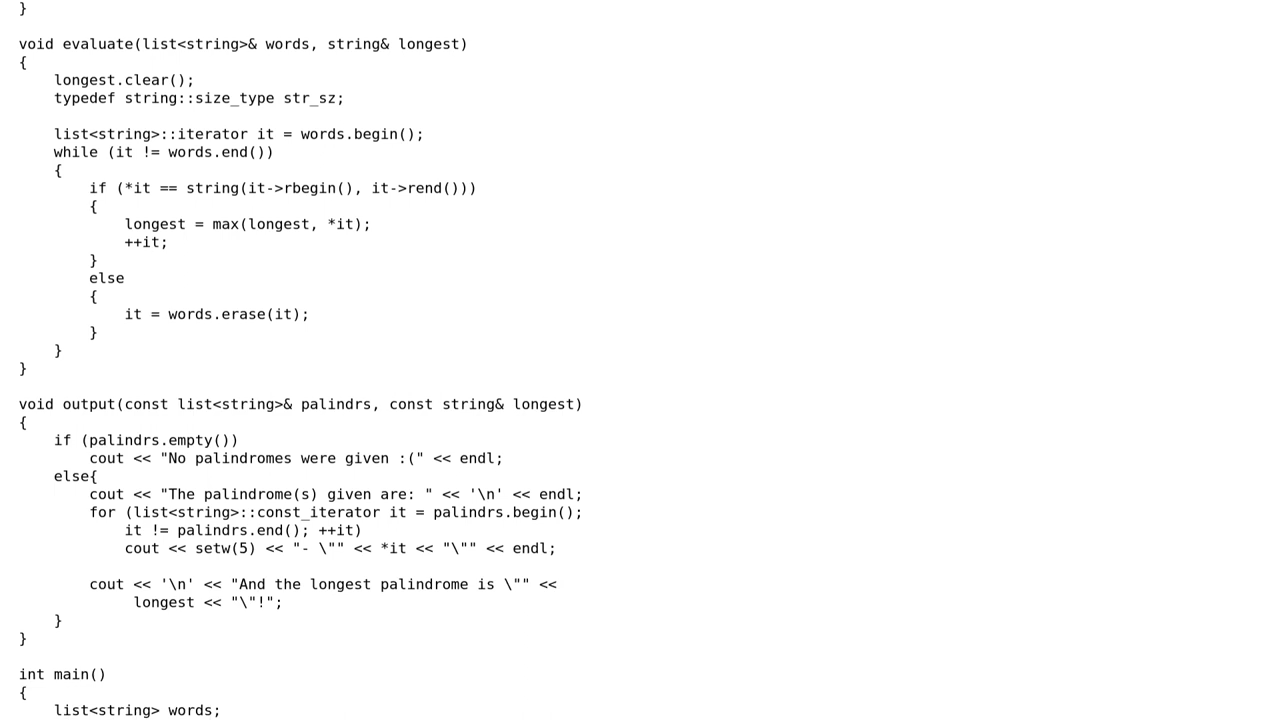 }

void evaluate(list<string>& words, string& longest)
{
    longest.clear();
    typedef string::size_type str_sz;

    list<string>::iterator it = words.begin();
    while (it != words.end())
    {
        if (*it == string(it->rbegin(), it->rend()))
        {
            longest = max(longest, *it);
            ++it;
        }
        else
        {
            it = words.erase(it);
        }
    }
}

void output(const list<string>& palindrs, const string& longest)
{
    if (palindrs.empty())
        cout << "No palindromes were given :(" << endl;
    else{
        cout << "The palindrome(s) given are: " << '\n' << endl;
        for (list<string>::const_iterator it = palindrs.begin();
            it != palindrs.end(); ++it)
            cout << setw(5) << "- \"" << *it << "\"" << endl;

        cout << '\n' << "And the longest palindrome is \"" <<
             longest << "\"!";
    }
}

int main()
{
    list<string> words;